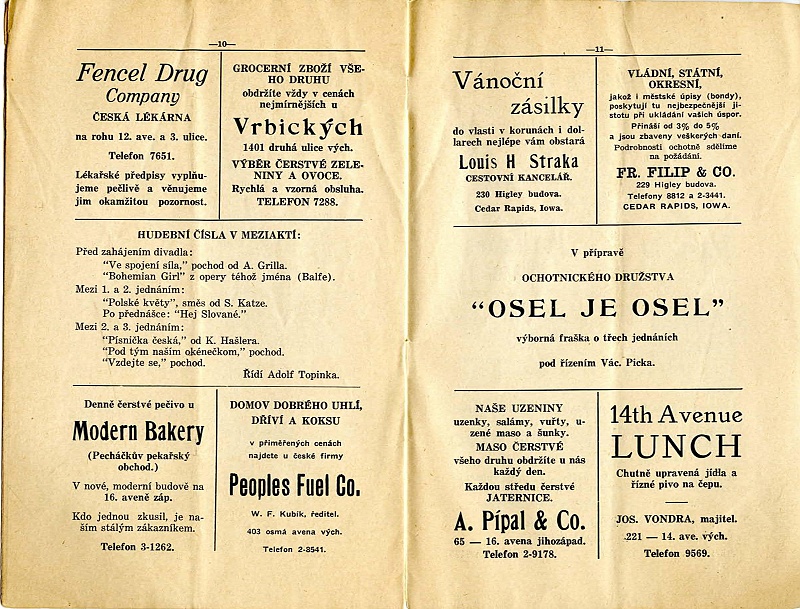 —10—
Fencel Drug
Company
ČESKÁ LÉKÁRNA
na rohu 12. ave. a 3. ulice.
Telefon 7651.
Lékařské předpisy vyplňu-
jeme pečlivě a věnujeme
jim okamžitou pozornost.
GROCERNÍ ZBOŽÍ VŠE-
HO DRUHU
obdržíte vždy v cenách
nejmírnějších u
Vrbických
1401 druhá ulice vých.
VÝBĚR ČERSTVÉ ZELE-
NINY A OVOCE.
Rychlá a vzorná obsluha.
TELEFON 7288.
HUDEBNÍ ČÍSLA V MEZIAKTÍ:
Před zahájením divadla:
"Ve spojení síla," pochod od A. Grilla.
"Bohemian Girl" z opery téhož jména (Balfe).
Mezi 1. a 2. jednáním:
"Polské květy", směs od S. Katze.
Po přednášce: "Hej Slované."
Mezi 2. a 3. jednáním:
"Písnička česká," od K. Hašlera.
"Pod tým naším okénečkom," pochod.
"Vzdejte se," pochod.
Řídí Adolf Topinka.
Denně čerstvé pečivo u
Modern Bakery
(Pecháčkův pekařský
obchod.)
V nové, moderní budově na
16. aveně záp.
Kdo jednou zkusil, je na-
ším stálým zákazníkem.
Telefon 3-1262.
DOMOV DOBRÉHO UHLÍ,
DŘÍVÍ A KOKSU
v přiměřených cenách
najdete u české firmy
Peoples Fuel Co.
W. F. Kubík, ředitel.
403 osmá avena vých.
Telefon 2-8541.
—11—
Vánoční
zásilky
do vlasti v korunách i dol-
larech nejlépe vám obstará
Louis H Straka
CESTOVNÍ KANCELÁŘ.
230 Higley budova.
Cedar Rapids, Iowa.
VLÁDNÍ, STÁTNÍ,
OKRESNÍ,
jakož i městské úpisy (bondy),
poskytují tu nejbezpečnější ji-
stotu při ukládání vašich úspor.
Přináší od 3% do 5%
a jsou zbaveny veškerých daní.
Podrobnosti ochotně sdělíme
na požádání.
FR. FILIP & CO.
229 Higley budova.
Telefony 8812 a 2-3441.
CEDAR RAPIDS, IOWA.
V přípravě
OCHOTNICKÉHO DRUŽSTVA
"OSEL JE OSEL"
výborná fraška o třech jednáních
pod řízením Vác. Picka.
NAŠE UZENINY
uzenky, salámy, vuřty, u-
zené maso a šunky.
MASO ČERSTVÉ
všeho druhu obdržíte u nás
každý den.
Každou středu čerstvé
JATERNICE.
A. Pípal & Co.
65 — 16. avena jihozápad.
Telefon 2-9178.
14th Avenue
LUNCH
Chutně upravená jídla a
řízné pivo na čepu.
JOS. VONDRA, majitel.
221 — 14. ave. vých.
Telefon 9569.